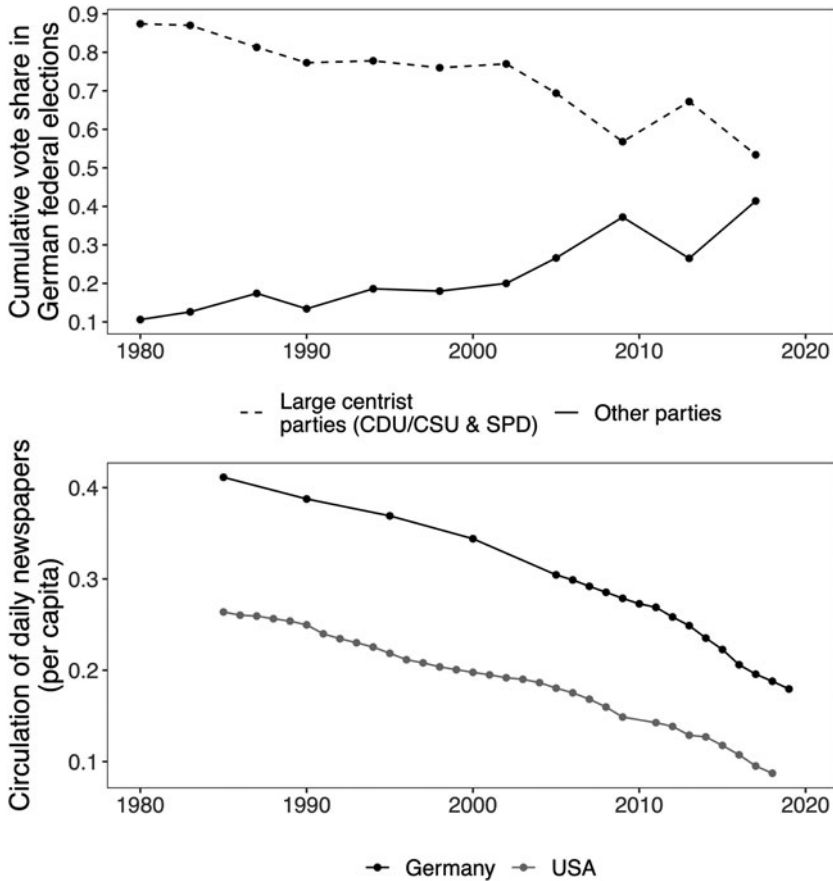 Cumulative vote share in
German federal elections
0.9
0.8
0.7
0.6
0.5
0.4
0.3
0.2
0.1
1980 1990 2000 2010 2020
Large centrist
parties (CDU/CSU & SPD)
Other parties
Circulation of daily newspapers
(per capita)
0.4
0.3
0.2
0.1
1980 1990 2000 2010 2020
Germany USA